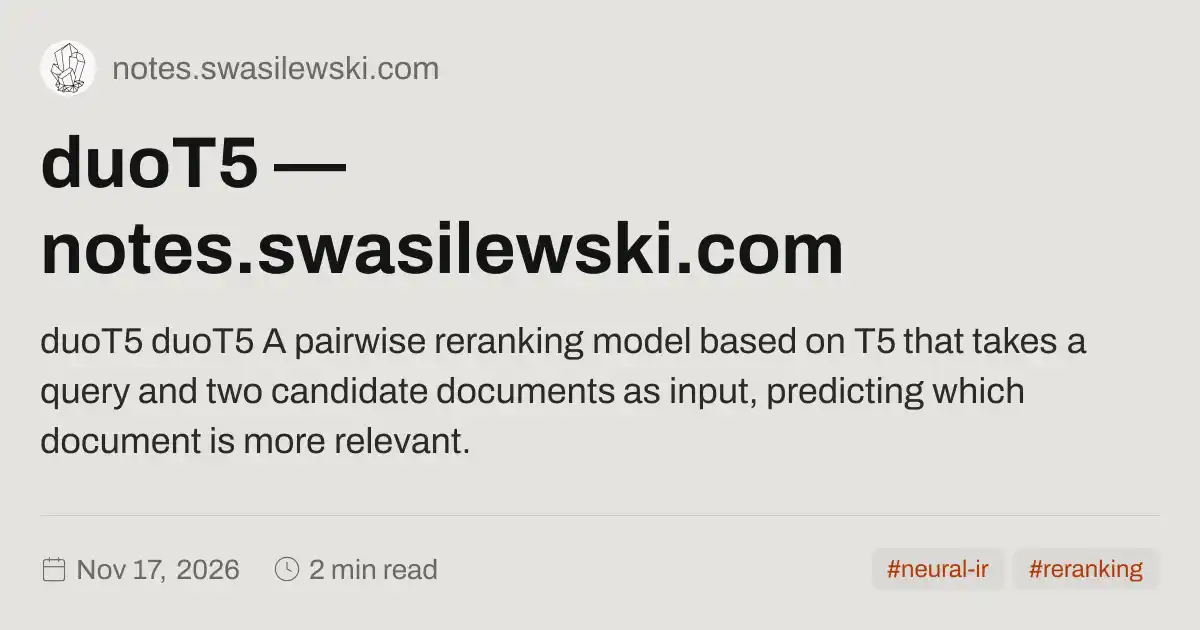 notes.swasilewski.com
duoT5 —
notes.swasilewski.com
duoT5 duoT5 A pairwise reranking model based on T5 that takes a
query and two candidate documents as input, predicting which
document is more relevant.
Nov 17, 2026 2 min read #neural-ir #reranking